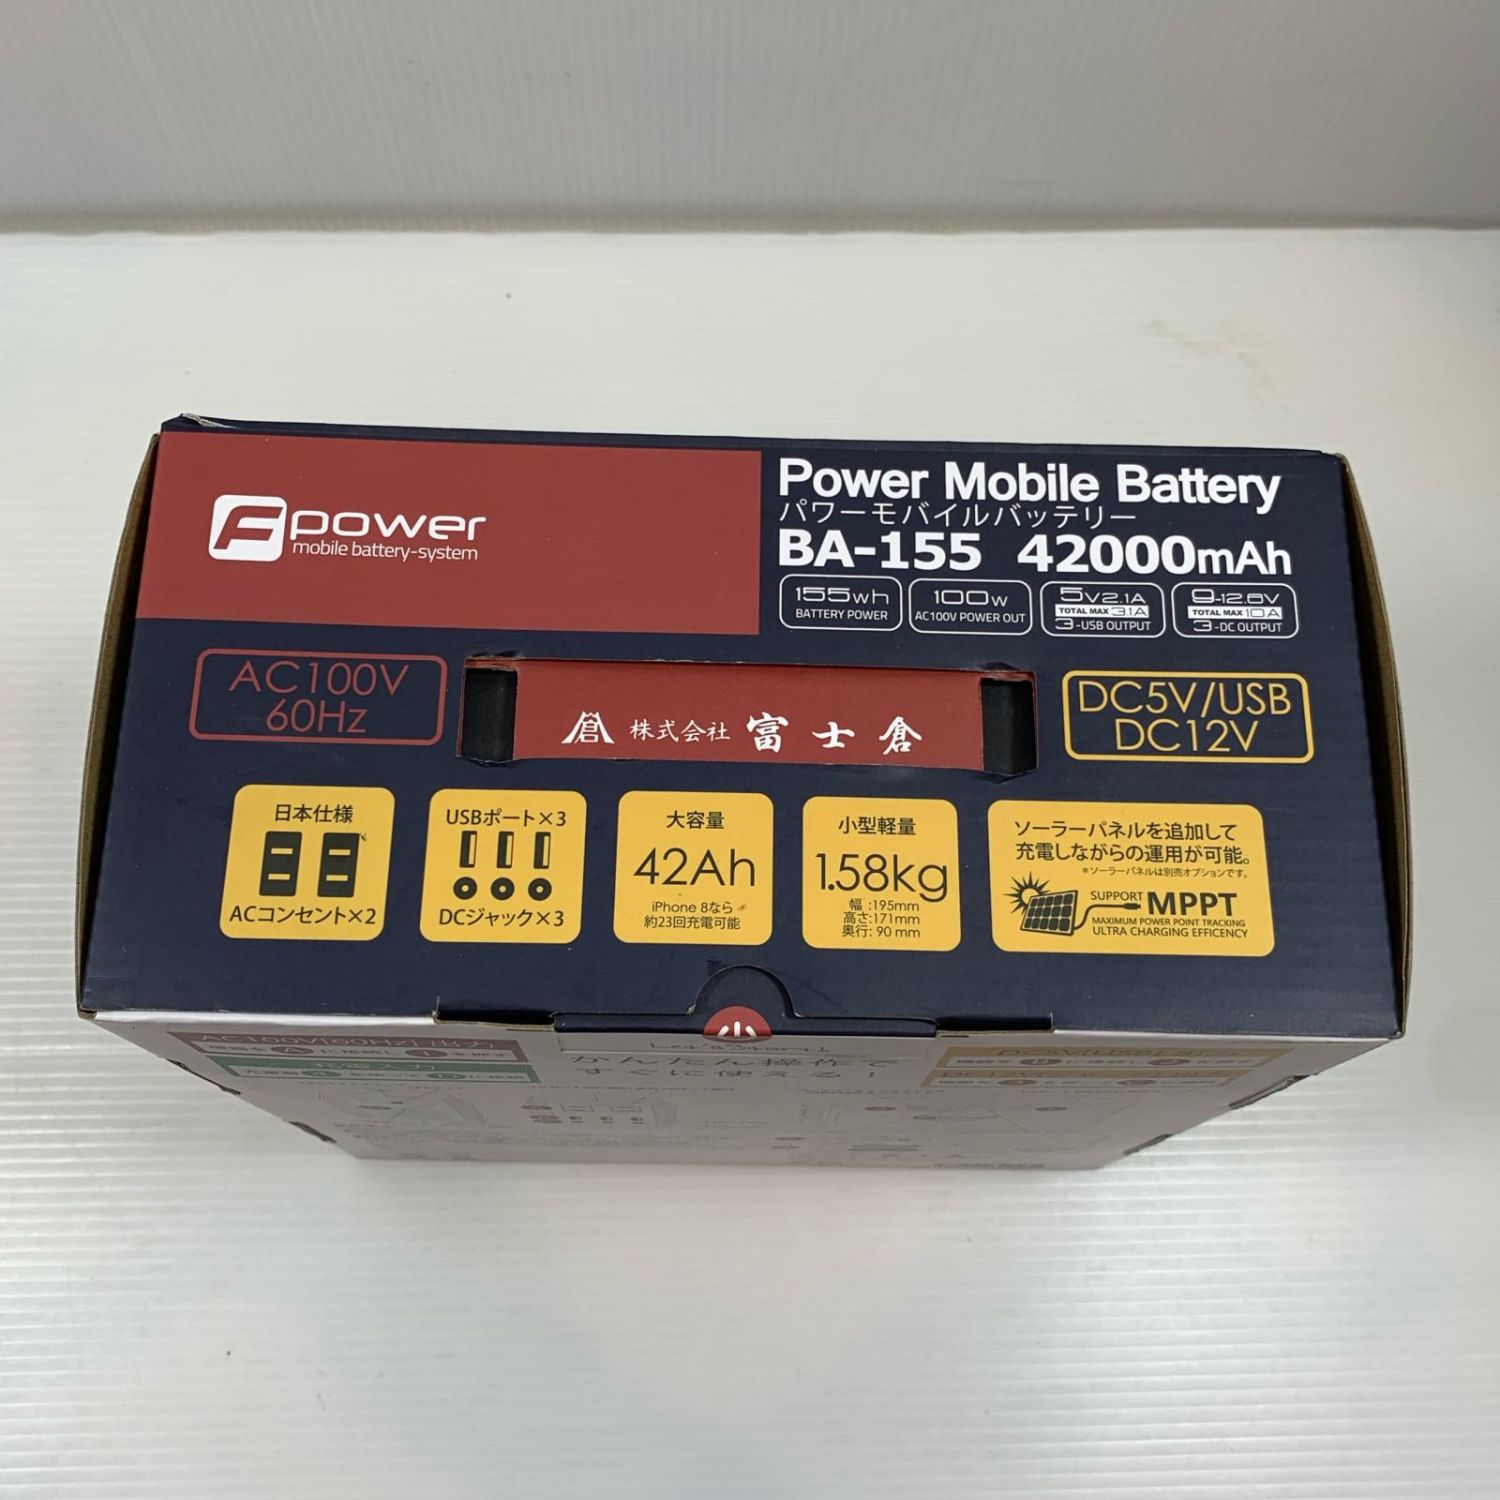 F power
mobile battery-system
Power Mobile Battery
パワーモバイルバッテリー
BA-155 42000mAh
155wh
BATTERY POWER
100w
AC100V POWER OUT
5V2.1A
TOTAL MAX 3.1A
3-USB OUTPUT
9-12.6V
TOTAL MAX 10A
3-DC OUTPUT
AC100V
60Hz
株式会社 富士倉
DC5V/USB
DC12V
日本仕様
ACコンセント×2
USBポート×3
DCジャック×3
大容量
42Ah
iPhone 8なら
約23回充電可能
小型軽量
1.58kg
幅:195mm
高さ:171mm
奥行:90mm
ソーラーパネルを追加して
充電しながらの運用が可能。
*ソーラーパネルは別売オプションです。
SUPPORT MPPT
MAXIMUM POWER POINT TRACKING
ULTRA CHARGING EFFICENCY
かんたん操作で
すぐに使える!